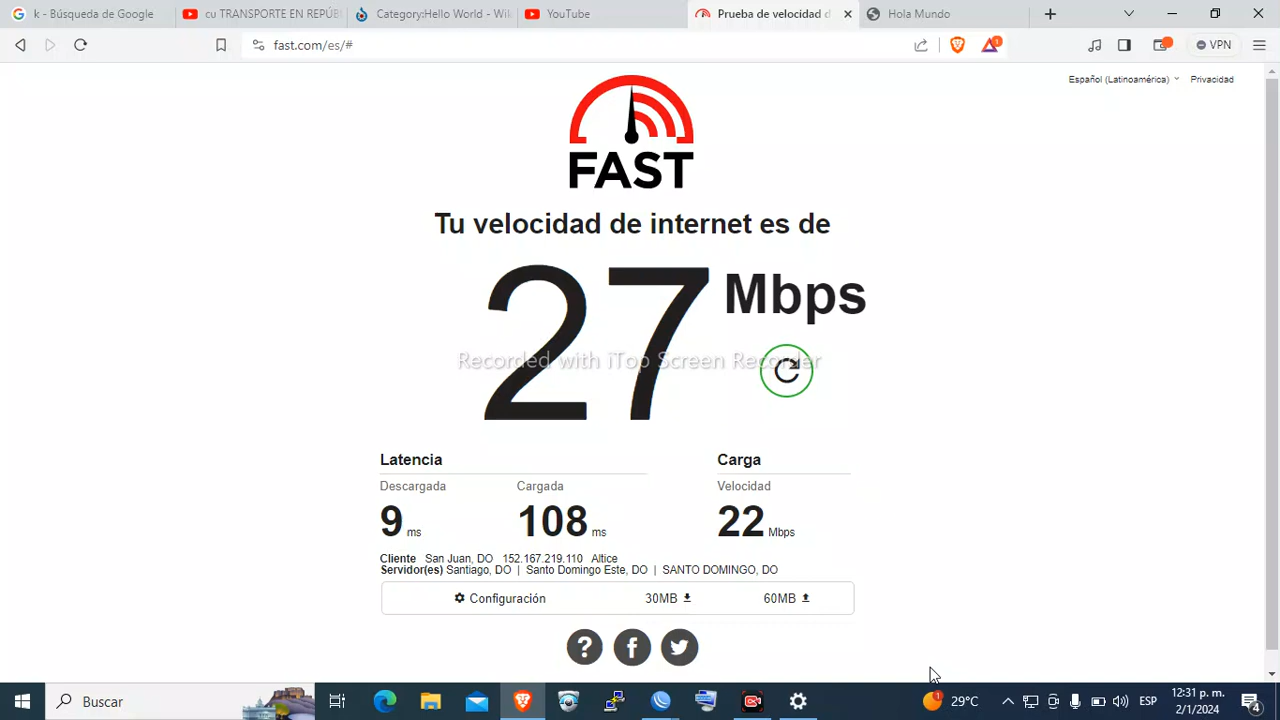 k - Búsqueda de Google
cu TRANSPORTE EN REPÚB
Category:Hello World - Wik
YouTube
Prueba de velocidad d
Hola Mundo
fast.com/es/#
1
VPN
Español (Latinoamérica)
Privacidad
FAST
Tu velocidad de internet es de
27 Mbps
Recorded with iTop Screen Recorder
Latencia
Carga
Descargada
Cargada
Velocidad
9 ms
108 ms
22 Mbps
Cliente San Juan, DO 152.167.219.110 Altice
Servidor(es) Santiago, DO | Santo Domingo Este, DO | SANTO DOMINGO, DO
Configuración
30MB
60MB
?
f
Buscar
1
29°C
ESP
12:31 p. m.
2/1/2024
4